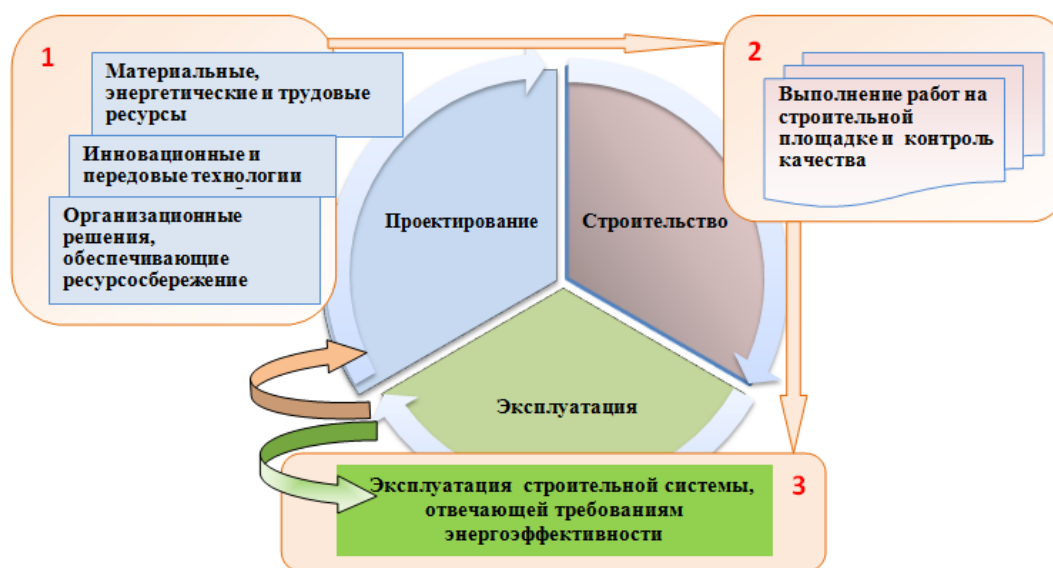 1
Материальные,
энергетические и трудовые
ресурсы
Инновационные и
передовые технологии
Организационные
решения,
обеспечивающие
ресурсосбережение
2
Выполнение работ на
строительной
площадке и контроль
качества
Проектирование
Строительство
Эксплуатация
3
Эксплуатация строительной системы,
отвечающей требованиям
энергоэффективности